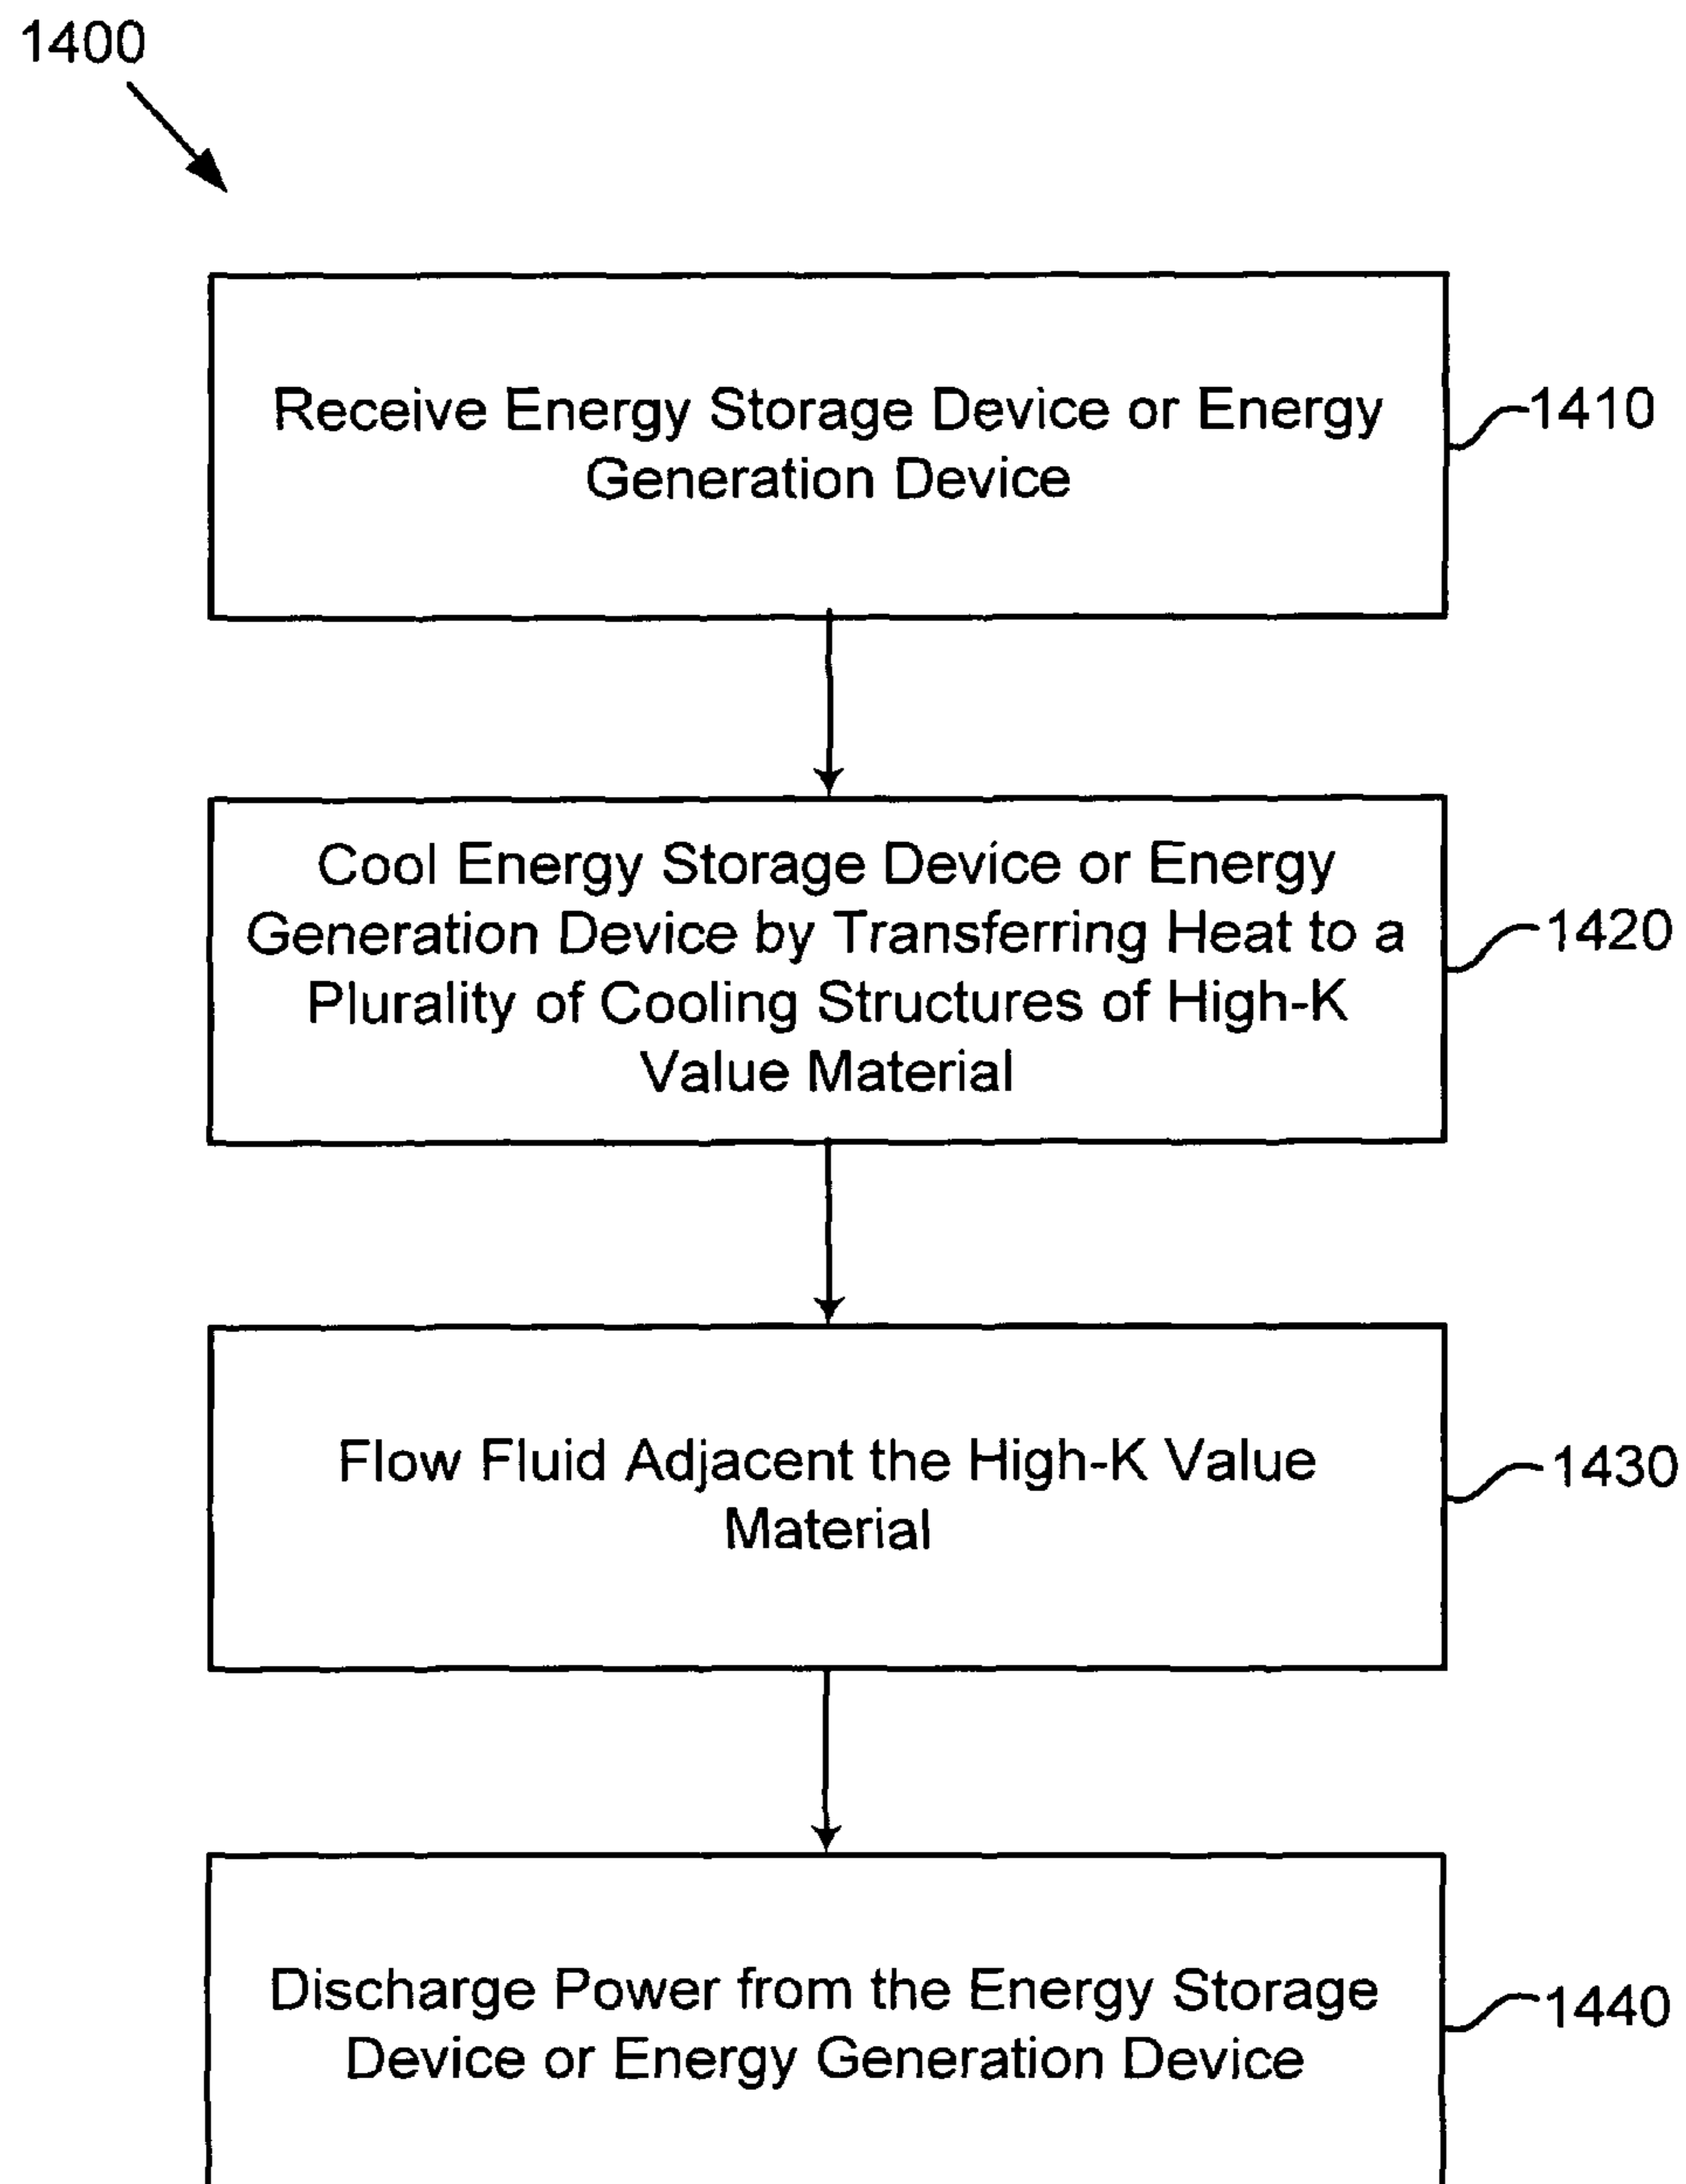 1400
Receive Energy Storage Device or Energy
Generation Device
1410
Cool Energy Storage Device or Energy
Generation Device by Transferring Heat to a
Plurality of Cooling Structures of High-K
Value Material
1420
Flow Fluid Adjacent the High-K Value
Material
1430
Discharge Power from the Energy Storage
Device or Energy Generation Device
1440